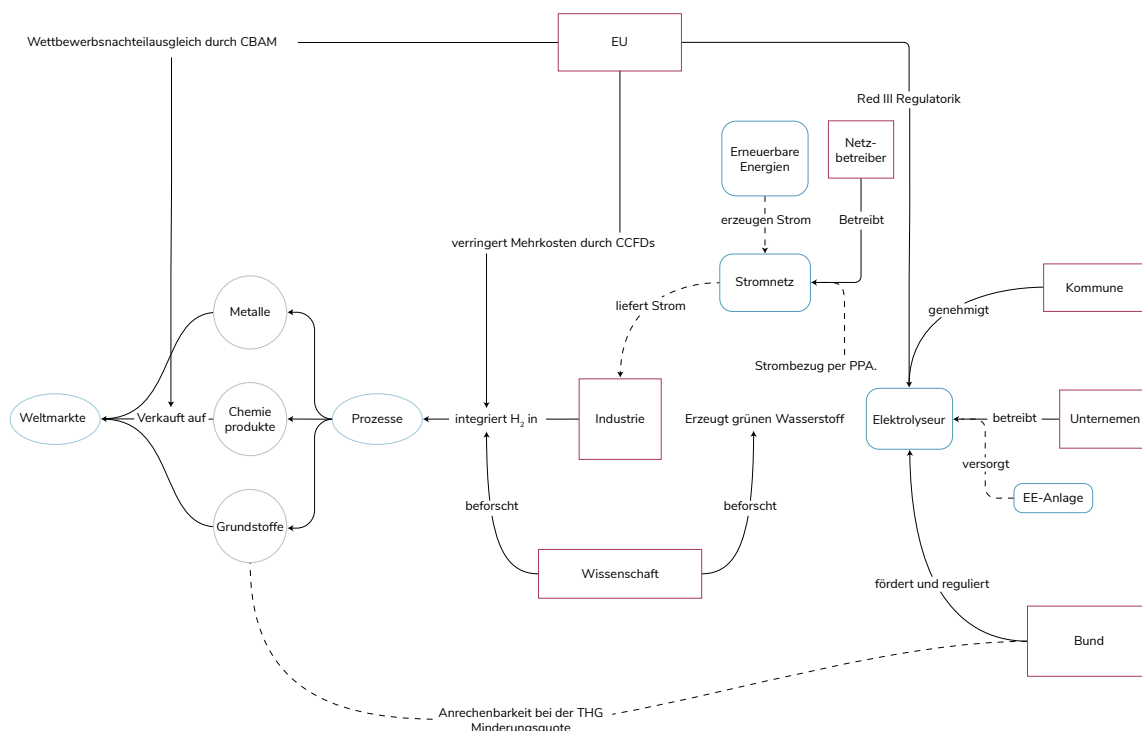 Wettbewerbsnachteilausgleich durch CBAM
EU
Red III Regulatorik
Erneuerbare
Energien
Netz-
betreiber
erzeugen Strom
Betreibt
verringert Mehrkosten durch CCFDs
Stromnetz
Kommune
Metalle
liefert Strom
genehmigt
Strombezug per PPA.
Weltmarkte
Verkauft auf
Chemie
produkte
Prozesse
integriert H₂ in
Industrie
Erzeugt grünen Wasserstoff
Elektrolyseur
betreibt
Unternemen
versorgt
EE-Anlage
Grundstoffe
beforscht
beforscht
Wissenschaft
fördert und reguliert
Bund
Anrechenbarkeit bei der THG
Minderungsquote